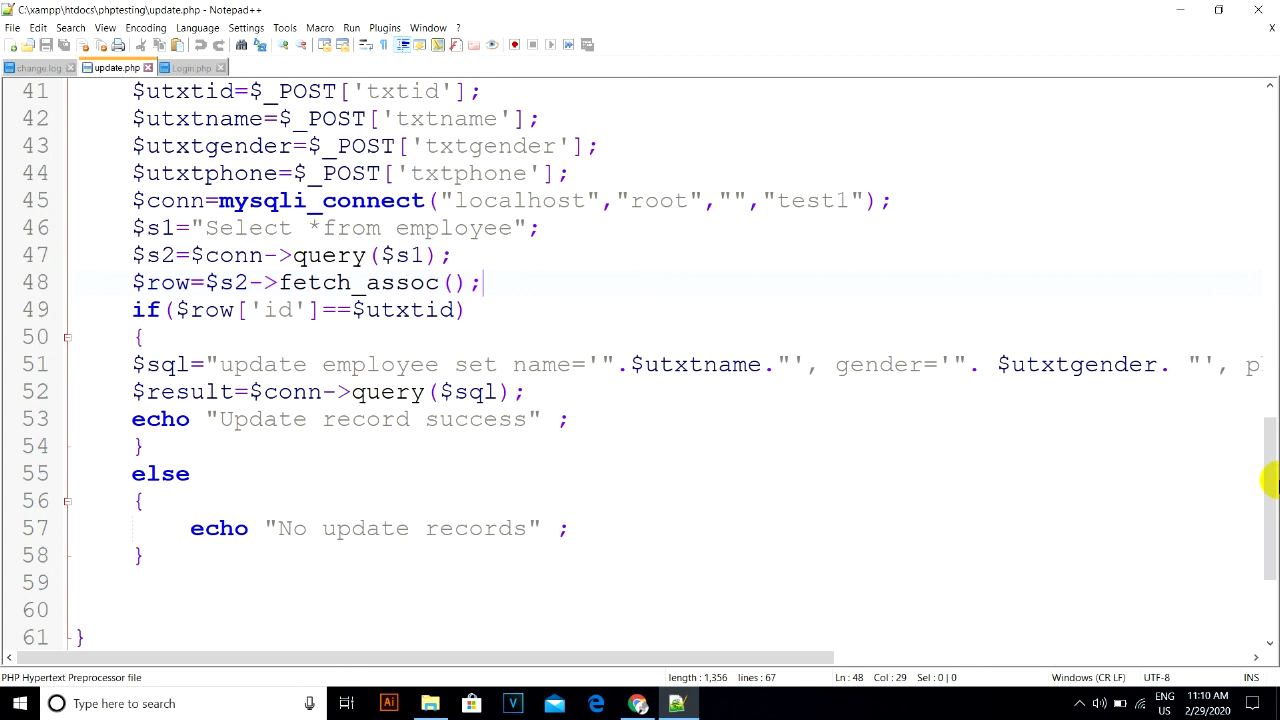 C:\xampp\htdocs\phptesting\update.php - Notepad++
File Edit Search View Encoding Language Settings Tools Macro Run Plugins Window ? X
change.log update.php Login.php
41 $utxtid=$_POST['txtid'];
42 $utxtname=$_POST['txtname'];
43 $utxtgender=$_POST['txtgender'];
44 $utxtphone=$_POST['txtphone'];
45 $conn=mysqli_connect("localhost","root","","test1");
46 $s1="Select *from employee";
47 $s2=$conn->query($s1);
48 $row=$s2->fetch_assoc();
49 if($row['id']==$utxtid)
50 {
51 $sql="update employee set name='".$utxtname."', gender='". $utxtgender. "', p
52 $result=$conn->query($sql);
53 echo "Update record success" ;
54 }
55 else
56 {
57 echo "No update records" ;
58 }
59
60
61 }
PHP Hypertext Preprocessor file length : 1,356 lines : 67 Ln : 48 Col : 29 Sel : 0 | 0 Windows (CR LF) UTF-8 INS
Type here to search Ai V ENG US 11:10 AM 2/29/2020